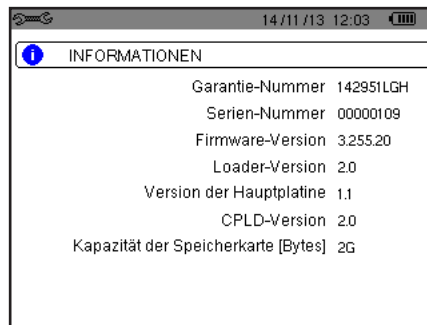 14/11/13 12:03
INFORMATIONEN
Garantie-Nummer 142951LGH
Serien-Nummer 00000109
Firmware-Version 3.255.20
Loader-Version 2.0
Version der Hauptplatine 1.1
CPLD-Version 2.0
Kapazität der Speicherkarte [Bytes] 2G